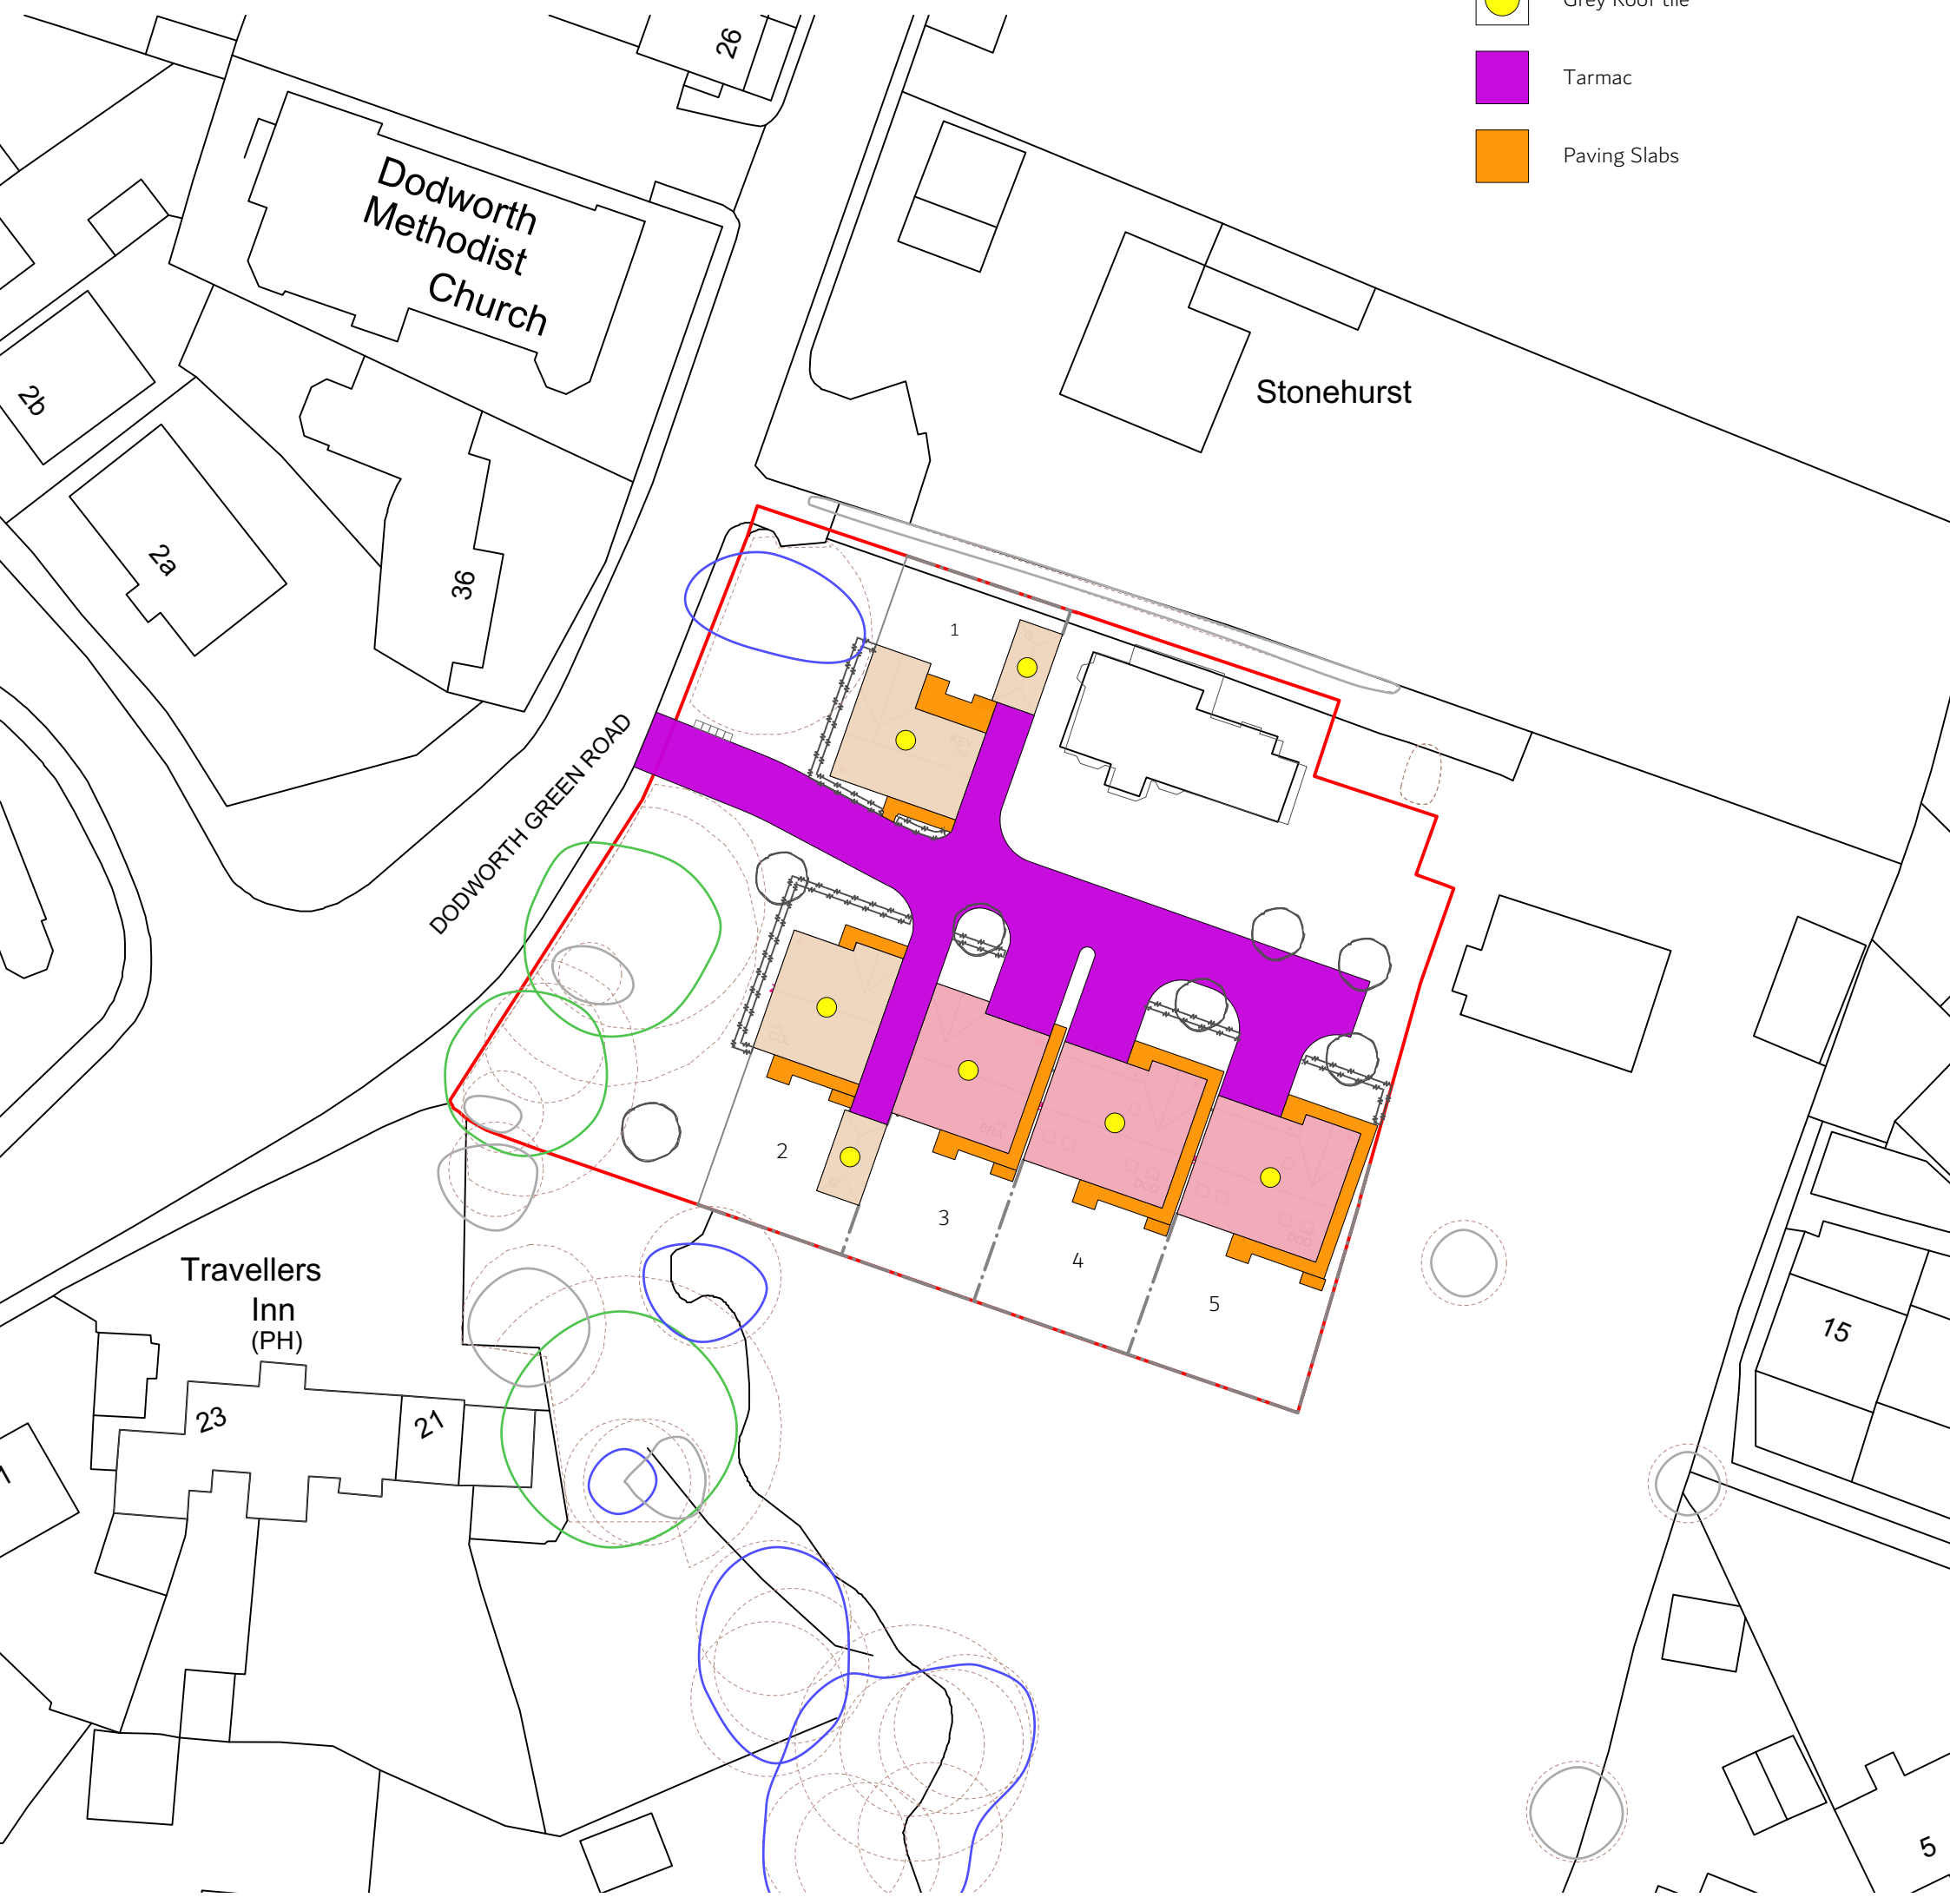 Grey Roof tile
Tarmac
Paving Slabs
26
Dodworth
Methodist
Church
2b
2a
36
Stonehurst
DODWORTH GREEN ROAD
1
2
3
4
5
Travellers
Inn
(PH)
23
21
15
5